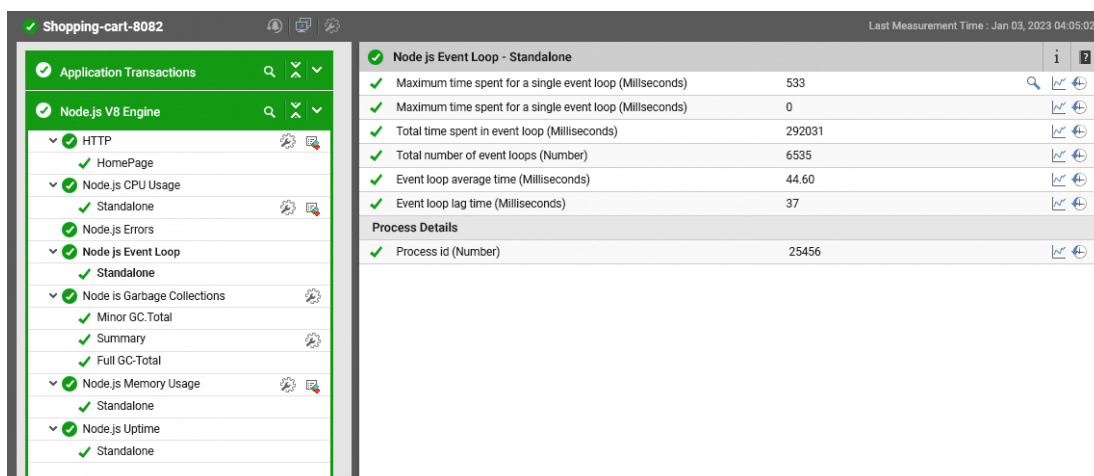 Shopping-cart-8082
Last Measurement Time : Jan 03, 2023 04:05:02
Application Transactions
Node.js V8 Engine
HTTP
HomePage
Node.js CPU Usage
Standalone
Node.js Errors
Node js Event Loop
Standalone
Node is Garbage Collections
Minor GC.Total
Summary
Full GC-Total
Node.js Memory Usage
Standalone
Node.js Uptime
Standalone
Node js Event Loop - Standalone
Maximum time spent for a single event loop (Millseconds) 533
Maximum time spent for a single event loop (Millseconds) 0
Total time spent in event loop (Milliseconds) 292031
Total number of event loops (Number) 6535
Event loop average time (Milliseconds) 44.60
Event loop lag time (Milliseconds) 37
Process Details
Process id (Number) 25456